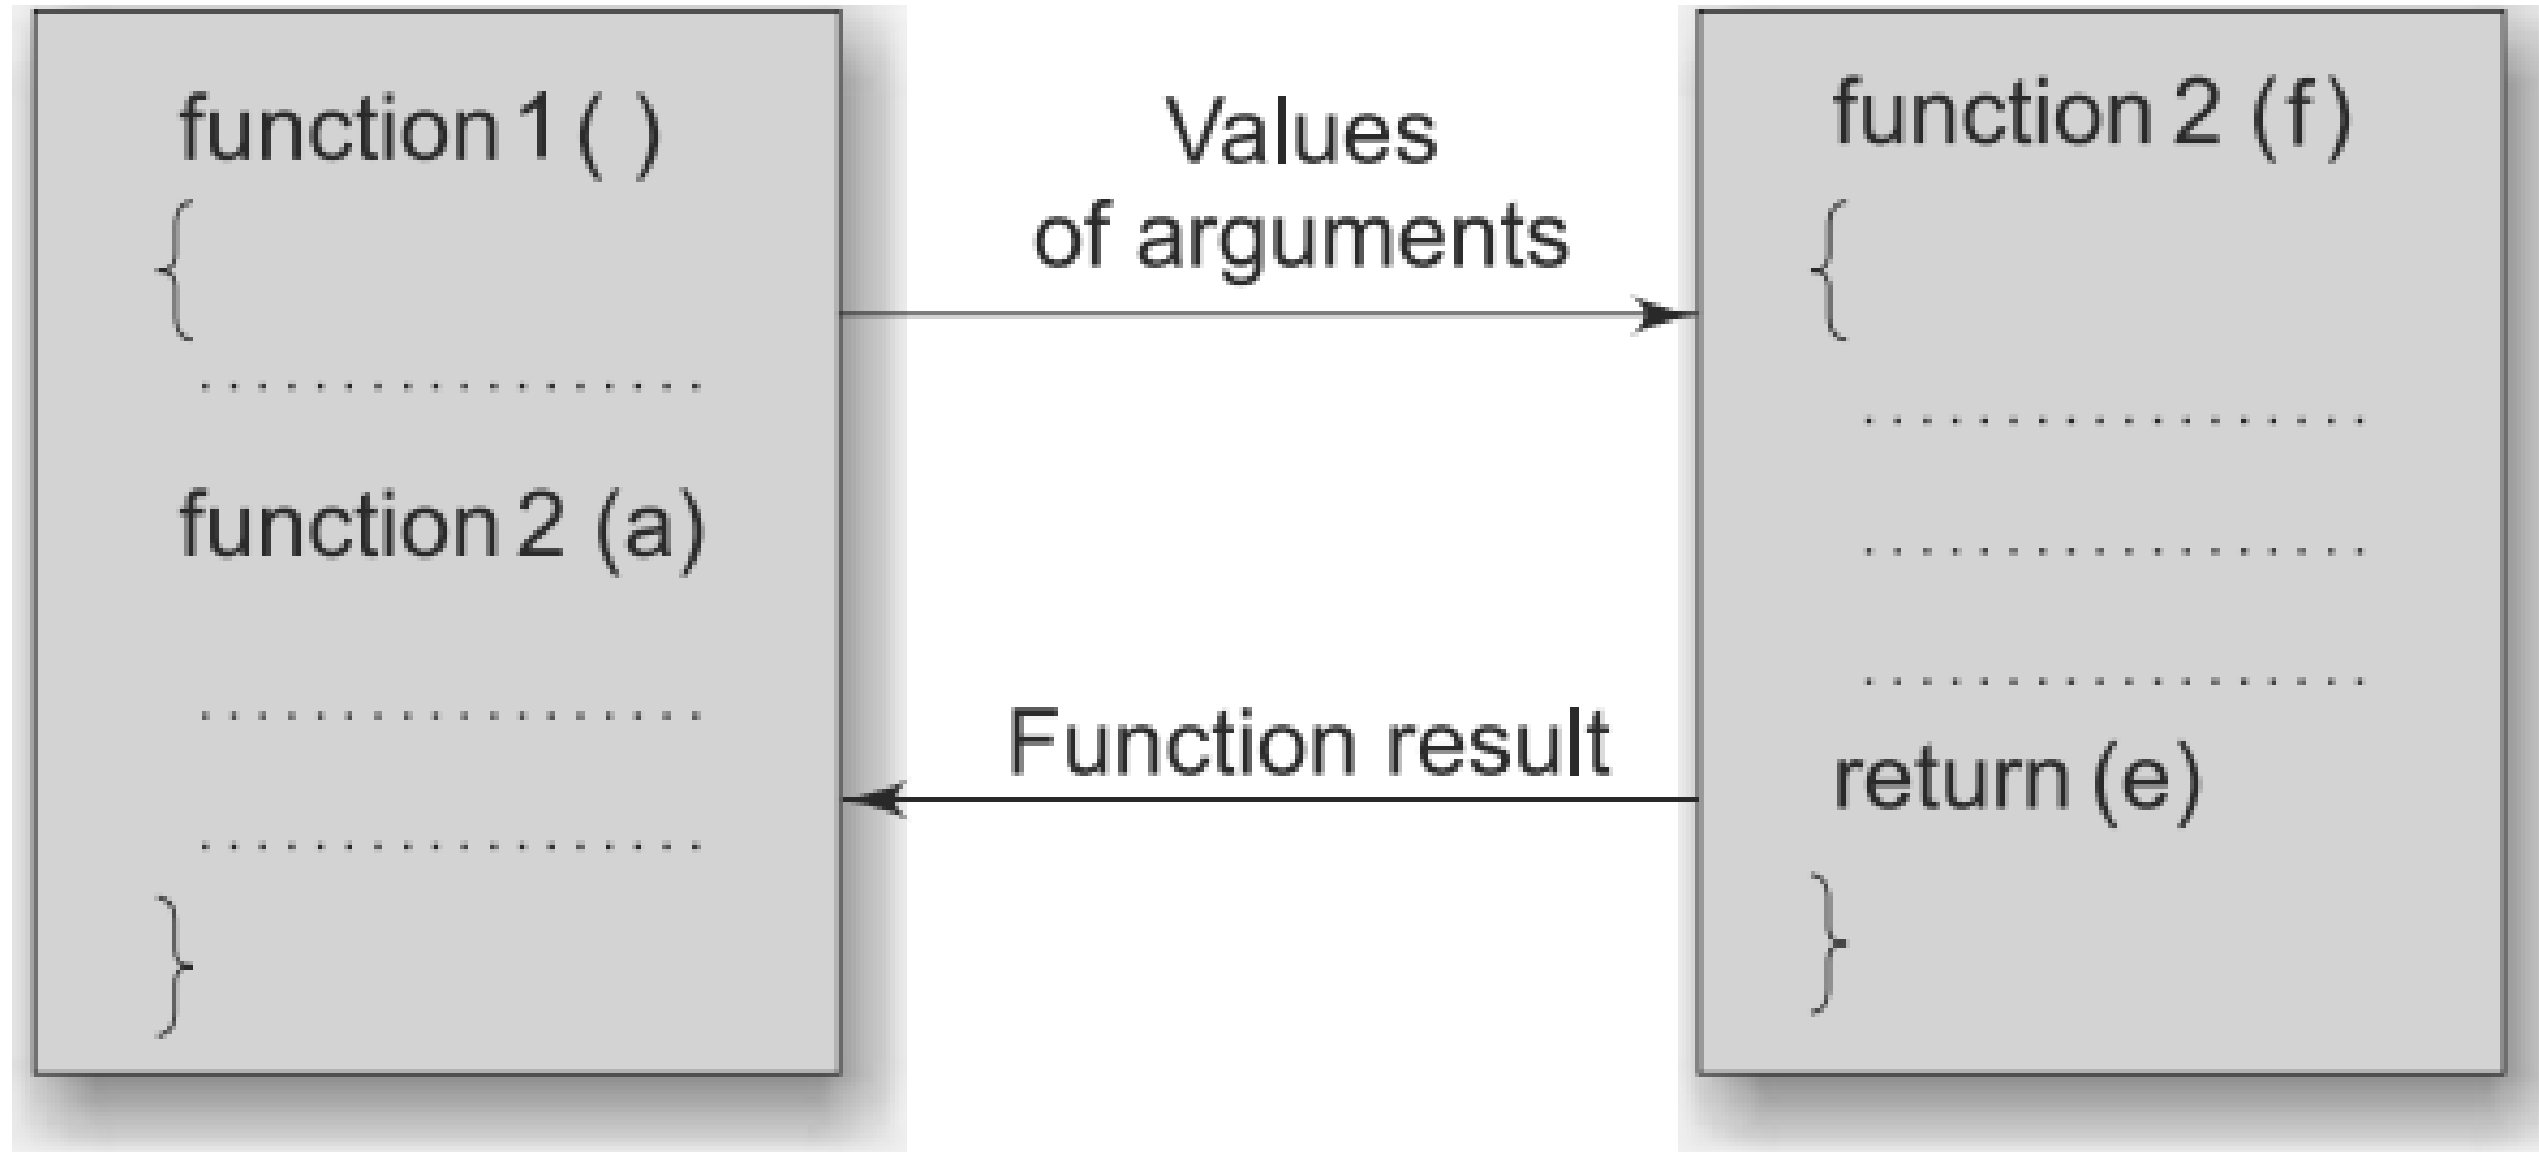 function 1 ( )
{
. . . . . . . . . . . . . . . . . .
function 2 (a)
. . . . . . . . . . . . . . . . . .
. . . . . . . . . . . . . . . . . .
}
Values
of arguments
Function result
function 2 (f)
{
. . . . . . . . . . . . . . . . . .
. . . . . . . . . . . . . . . . . .
. . . . . . . . . . . . . . . . . .
return (e)
}